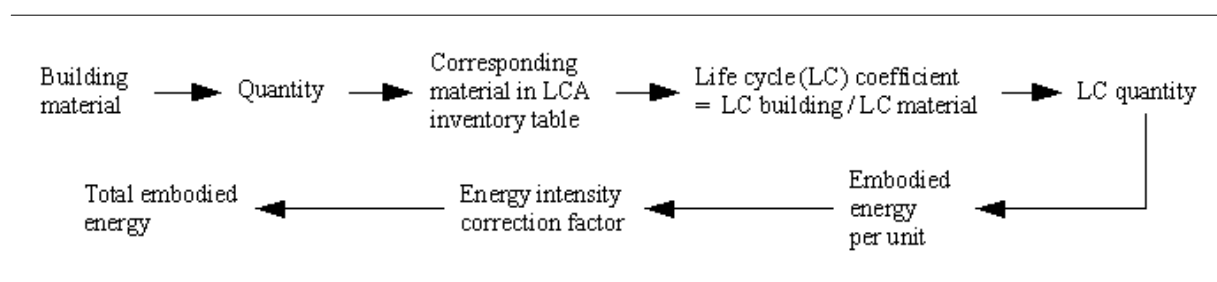 Building
material
Quantity
Corresponding
material in LCA
inventory table
Life cycle (LC) coefficient
= LC building / LC material
LC quantity
Embodied
energy
per unit
Energy intensity
correction factor
Total embodied
energy